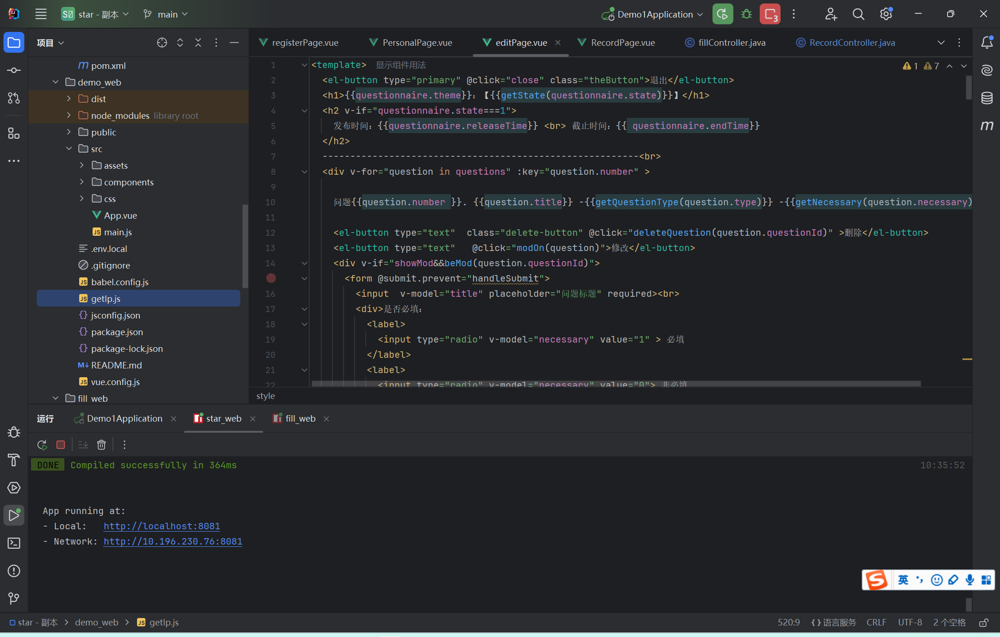 star - 副本
main
Demo1Application
3
项目
pom.xml
demo_web
dist
node_modules library root
public
src
assets
components
css
App.vue
main.js
.env.local
.gitignore
babel.config.js
getIp.js
jsconfig.json
package.json
package-lock.json
README.md
vue.config.js
fill_web
registerPage.vue
PersonalPage.vue
editPage.vue
RecordPage.vue
fillController.java
RecordController.java
1 7
1 <template> 显示组件用法
2 <el-button type="primary" @click="close" class="theButton">退出</el-button>
3 <h1>{{questionnaire.theme}}：【{{getState(questionnaire.state)}}】</h1>
4 <h2 v-if="questionnaire.state===1">
5 发布时间：{{questionnaire.releaseTime}} <br> 截止时间：{{ questionnaire.endTime}}
6 </h2>
7 ---------------------------------------------------------<br>
8 <div v-for="question in questions" :key="question.number" >
9
10 问题{{question.number }}. {{question.title}} -{{getQuestionType(question.type)}} -{{getNecessary(question.necessary)
11
12 <el-button type="text"  class="delete-button" @click="deleteQuestion(question.questionId)" >删除</el-button>
13 <el-button type="text"   @click="modOn(question)">修改</el-button>
14 <div v-if="showMod&&beMod(question.questionId)">
<form @submit.prevent="handleSubmit">
16 <input  v-model="title" placeholder="问题标题" required><br>
17 <div>是否必填：
18 <label>
19 <input type="radio" v-model="necessary" value="1" > 必填
20 </label>
21 <label>
22 <input type="radio" v-model="necessary" value="0"> 非必填
style
运行
Demo1Application
star_web
fill_web
DONE Compiled successfully in 364ms 10:35:52
App running at:
- Local:   http://localhost:8081
- Network: http://10.196.230.76:8081
英
star - 副本 > demo_web > getIp.js
520:9
{} 语言服务
CRLF
UTF-8
2 个空格